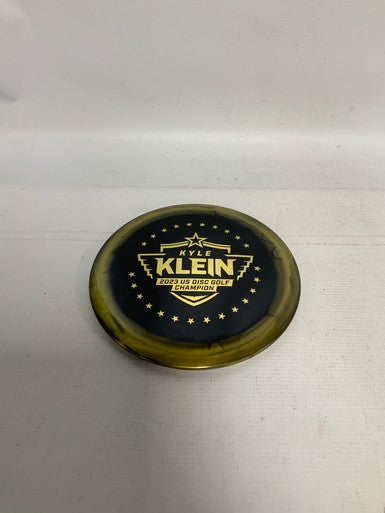 KYLE
KLEIN
2023 US DISC GOLF
CHAMPION